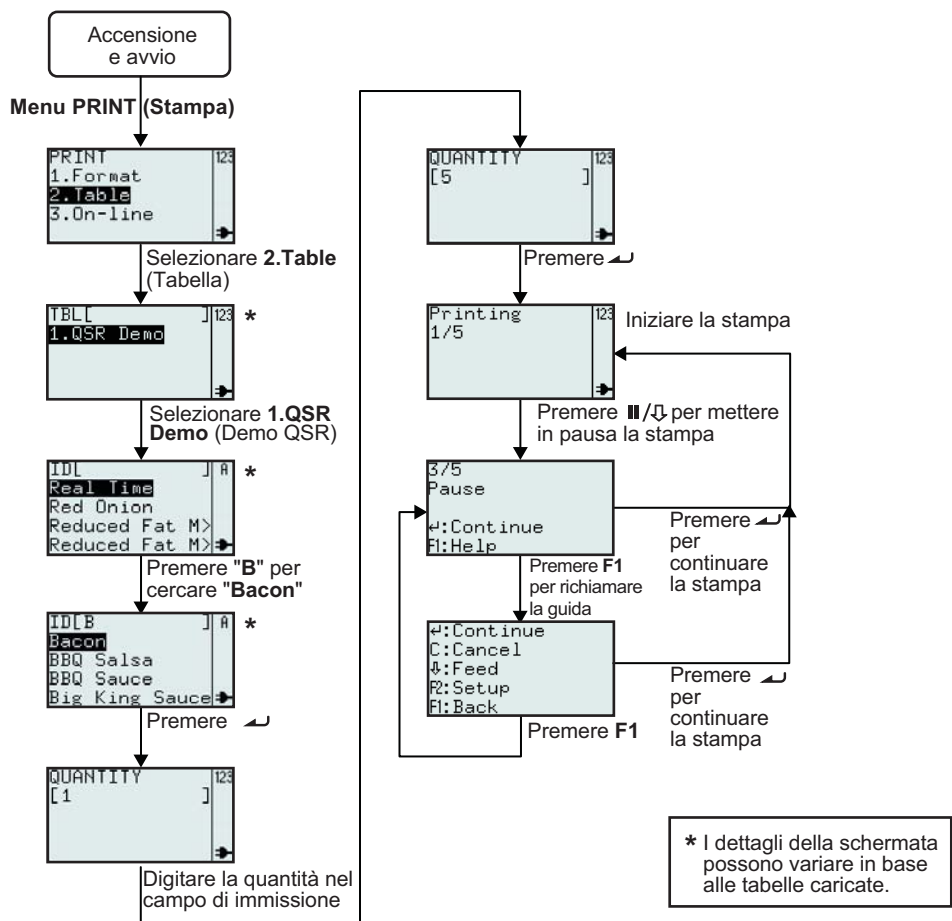 Accensione
e avvio
Menu PRINT (Stampa)
PRINT
123
1.Format
2.Table
3.On-line
Selezionare 2.Table
(Tabella)
TBL[ ]
123
*
1.QSR Demo
Selezionare 1.QSR
Demo (Demo QSR)
ID[ ]
A
*
Real Time
Red Onion
Reduced Fat M>
Reduced Fat M>
Premere "B" per
cercare "Bacon"
ID[B ]
A
*
Bacon
BBQ Salsa
BBQ Sauce
Big King Sauce
Premere
QUANTITY
123
[1 ]
Digitare la quantità nel
campo di immissione
QUANTITY
123
[5 ]
Premere
Printing
123
1/5
Iniziare la stampa
Premere ⏸/⇩ per mettere
in pausa la stampa
3/5
Pause
↵:Continue
F1:Help
Premere
per
continuare
la stampa
Premere F1
per richiamare
la guida
↵:Continue
C:Cancel
⇩:Feed
F2:Setup
F1:Back
Premere
per
continuare
la stampa
Premere F1
* I dettagli della schermata
possono variare in base
alle tabelle caricate.